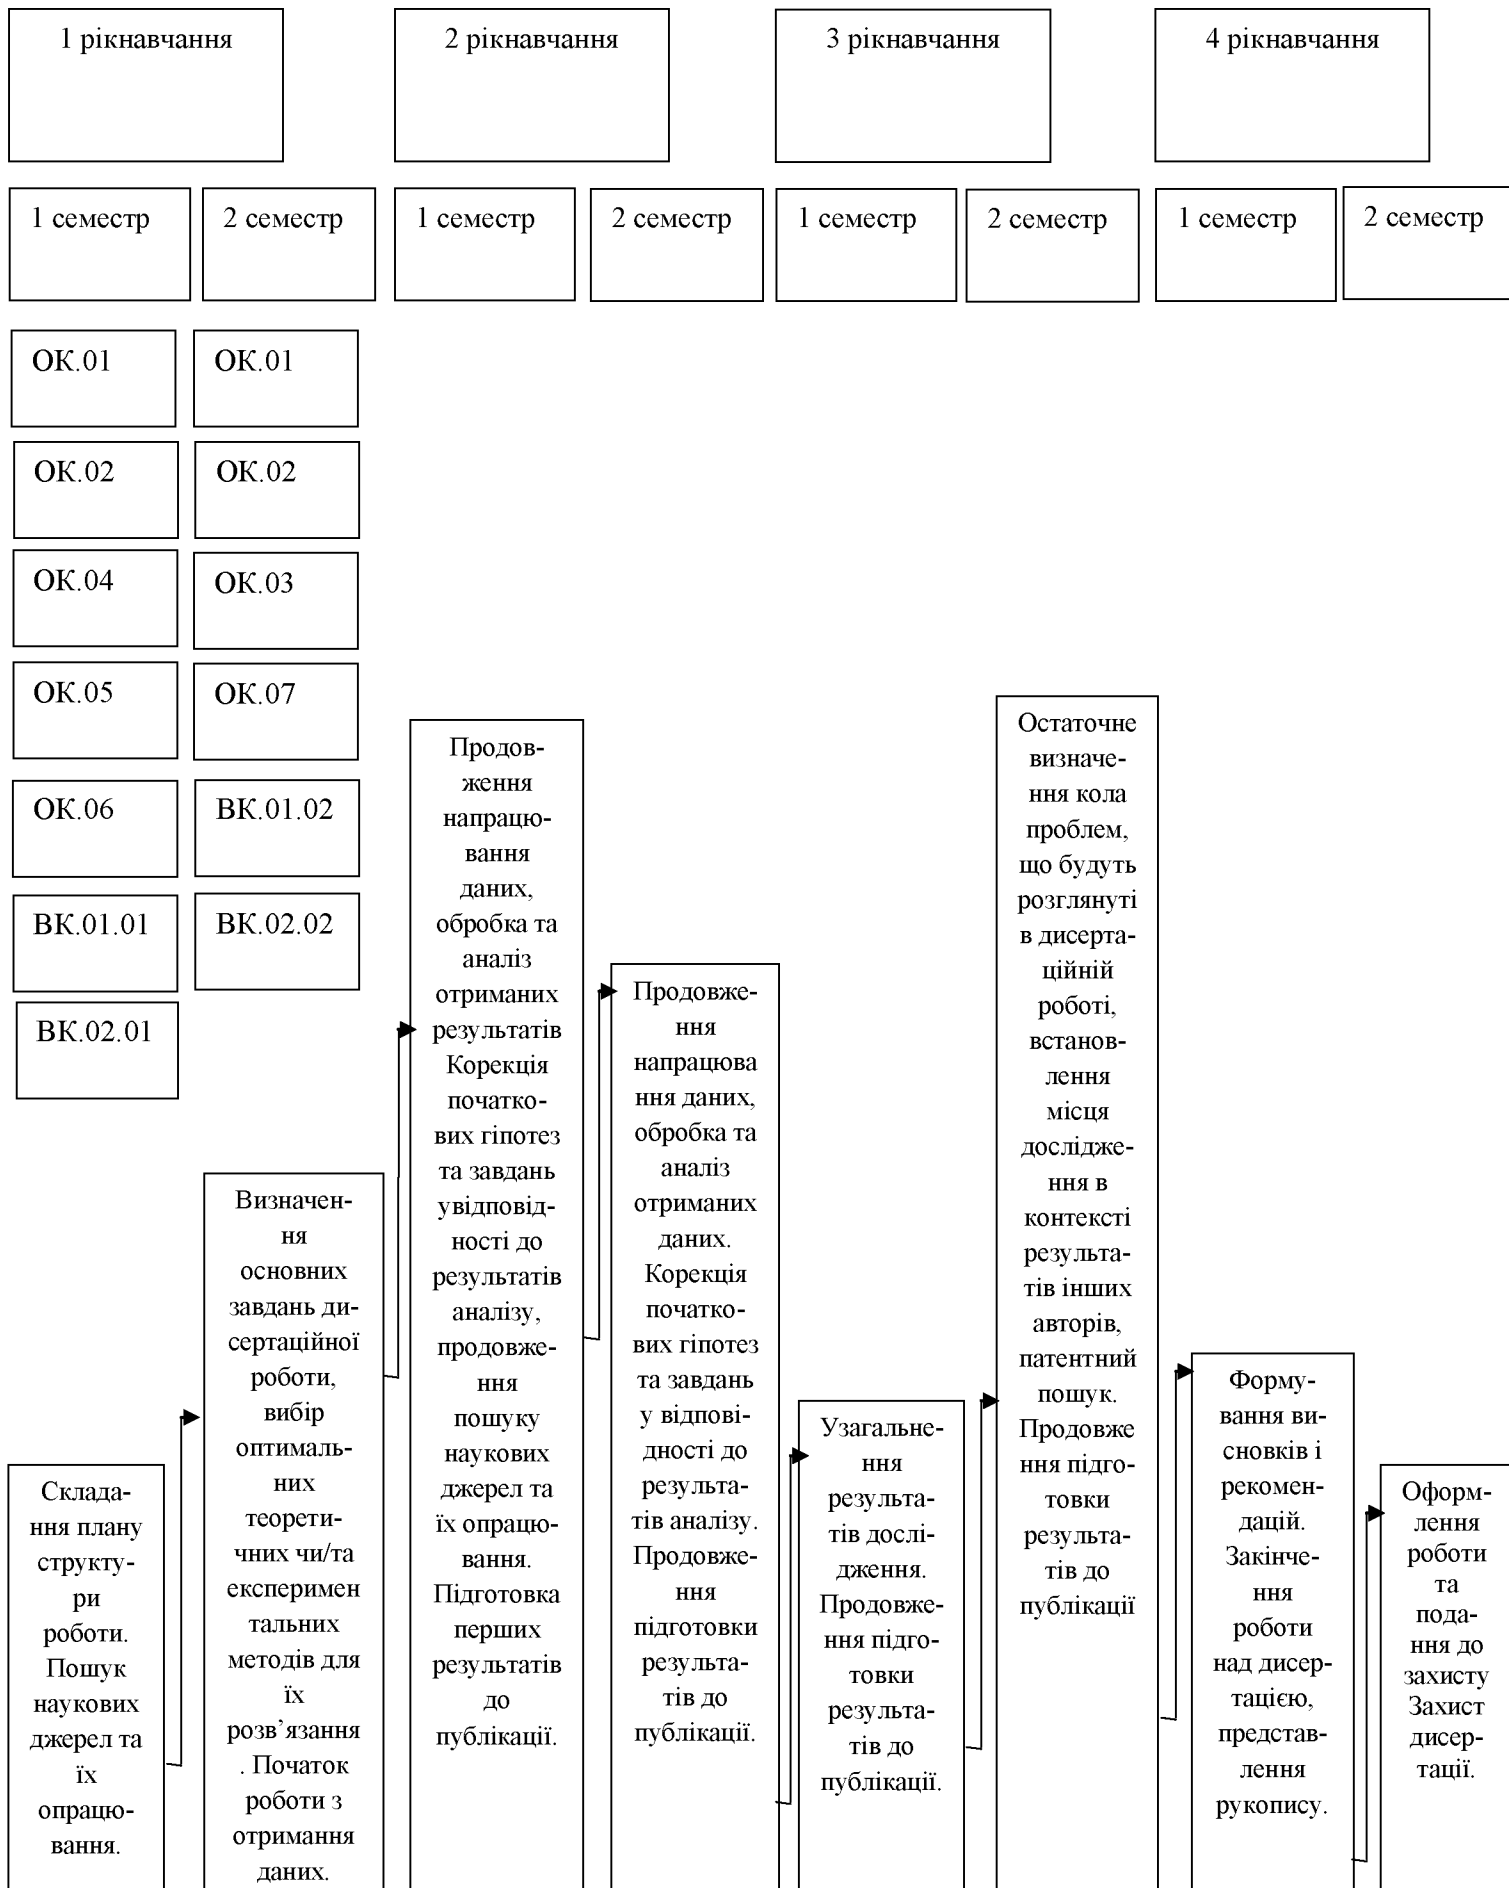 1 рікнавчання
2 рікнавчання
3 рікнавчання
4 рікнавчання
1 семестр
2 семестр
1 семестр
2 семестр
1 семестр
2 семестр
1 семестр
2 семестр
ОК.01
ОК.01
ОК.02
ОК.02
ОК.04
ОК.03
ОК.05
ОК.07
ОК.06
ВК.01.02
ВК.01.01
ВК.02.02
ВК.02.01
Склада-
ння плану
структу-
ри
роботи.
Пошук
наукових
джерел та
їх
опрацю-
вання.
Визначен-
ня
основних
завдань ди-
сертаційної
роботи,
вибір
оптималь-
них
теорети-
чних чи/та
експеримен
тальних
методів для
їх
розв’язання
. Початок
роботи з
отримання
даних.
Продов-
ження
напрацю-
вання
даних,
обробка та
аналіз
отриманих
результатів
Корекція
початко-
вих гіпотез
та завдань
увідповід-
ності до
результатів
аналізу,
продовже-
ння
пошуку
наукових
джерел та
їх опрацю-
вання.
Підготовка
перших
результатів
до
публікації.
Продовже-
ння
напрацюва
ння даних,
обробка та
аналіз
отриманих
даних.
Корекція
початко-
вих гіпотез
та завдань
у відпові-
дності до
результа-
тів аналізу.
Продовже-
ння
підготовки
результа-
тів до
публікації.
Узагальне-
ння
результа-
тів дослі-
дження.
Продовже-
ння підго-
товки
результа-
тів до
публікації.
Остаточне
визначе-
ння кола
проблем,
що будуть
розглянуті
в дисерта-
ційній
роботі,
встанов-
лення
місця
дослідже-
ння в
контексті
результа-
тів інших
авторів,
патентний
пошук.
Продовже
ння підго-
товки
результа-
тів до
публікації
Форму-
вання ви-
сновків і
рекомен-
дацій.
Закінче-
ння
роботи
над дисер-
тацією,
представ-
лення
рукопису.
Оформ-
лення
роботи
та
пода-
ння до
захисту
Захист
дисер-
тації.